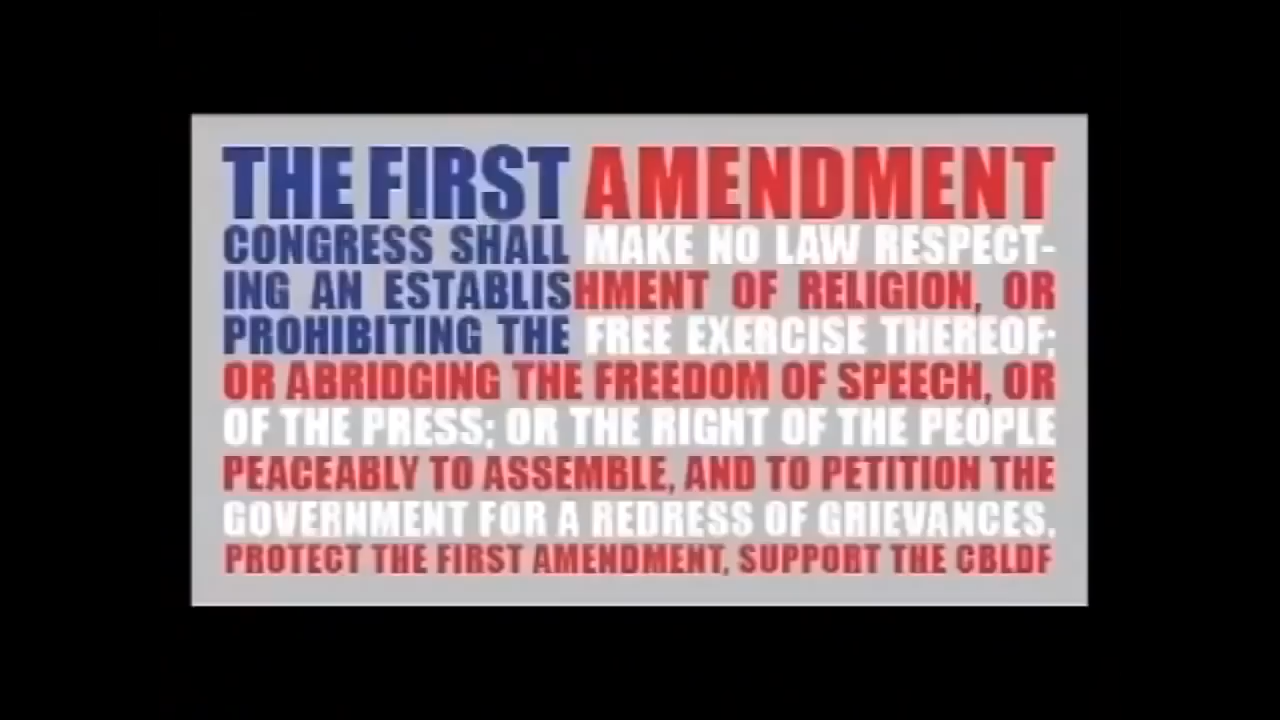 THE FIRST AMENDMENT
CONGRESS SHALL MAKE NO LAW RESPECT-
ING AN ESTABLISHMENT OF RELIGION, OR
PROHIBITING THE FREE EXERCISE THEREOF;
OR ABRIDGING THE FREEDOM OF SPEECH, OR
OF THE PRESS; OR THE RIGHT OF THE PEOPLE
PEACEABLY TO ASSEMBLE, AND TO PETITION THE
GOVERNMENT FOR A REDRESS OF GRIEVANCES.
PROTECT THE FIRST AMENDMENT, SUPPORT THE CBLDF